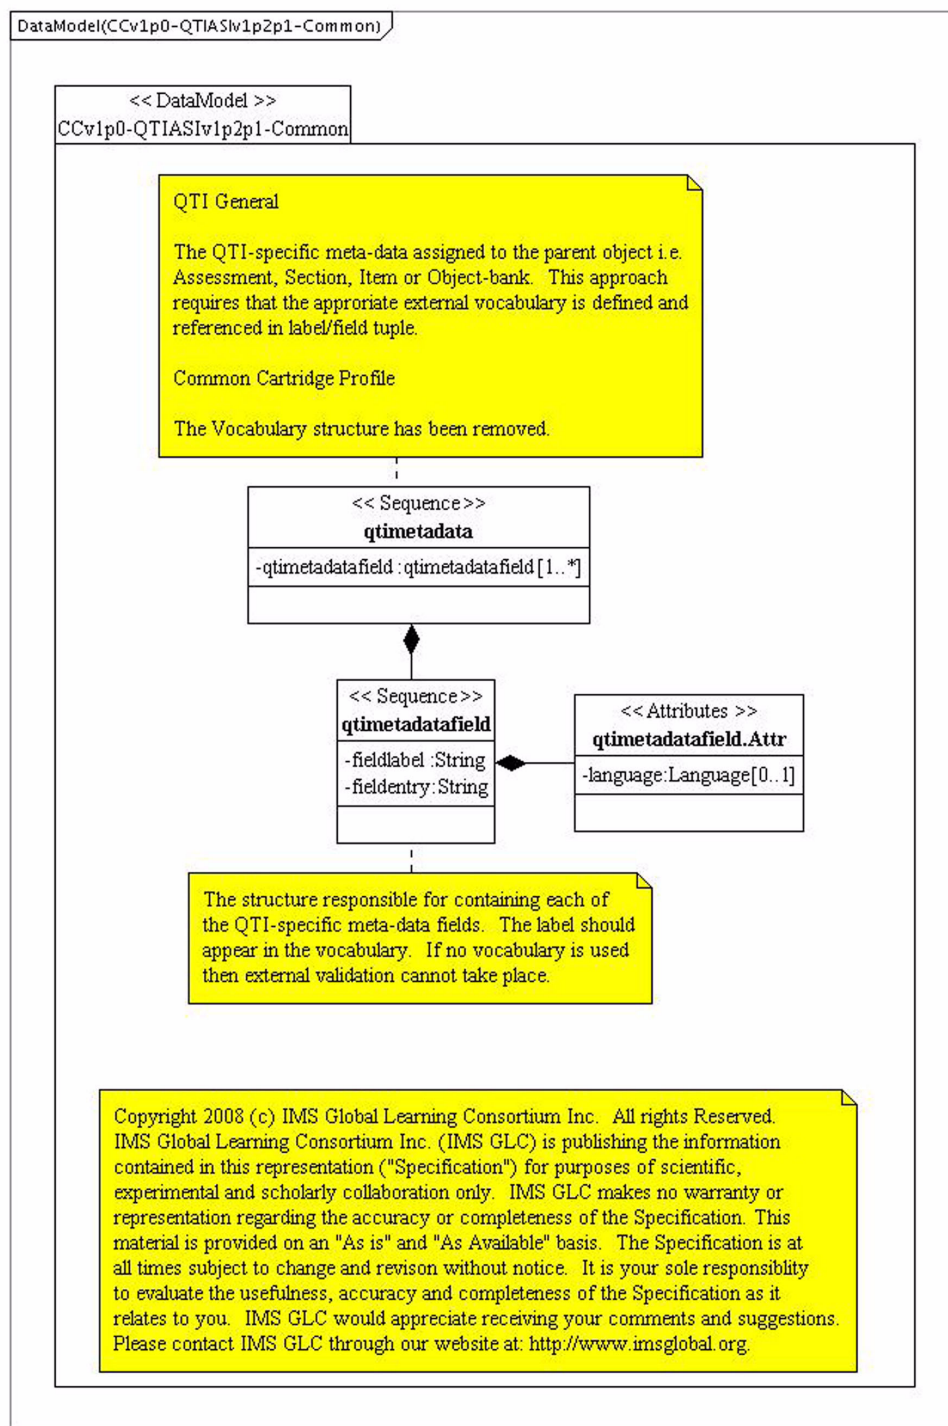 DataModel(CCv1p0-QTIASIv1p2p1-Common)
<< DataModel >>
CCv1p0-QTIASIv1p2p1-Common
QTI General
The QTI-specific meta-data assigned to the parent object i.e.
Assessment, Section, Item or Object-bank. This approach
requires that the approriate external vocabulary is defined and
referenced in label/field tuple.
Common Cartridge Profile
The Vocabulary structure has been removed.
<< Sequence>>
qtimetadata
-qtimetadatafield :qtimetadatafield [1..*]
<< Sequence>>
qtimetadatafield
-fieldlabel :String
-fieldentry:String
<<Attributes >>
qtimetadatafield.Attr
-language:Language[0..1]
The structure responsible for containing each of
the QTI-specific meta-data fields. The label should
appear in the vocabulary. If no vocabulary is used
then external validation cannot take place.
Copyright 2008 (c) IMS Global Learning Consortium Inc. All rights Reserved.
IMS Global Learning Consortium Inc. (IMS GLC) is publishing the information
contained in this representation ("Specification") for purposes of scientific,
experimental and scholarly collaboration only. IMS GLC makes no warranty or
representation regarding the accuracy or completeness of the Specification. This
material is provided on an "As is" and "As Available" basis. The Specification is at
all times subject to change and revison without notice. It is your sole responsiblity
to evaluate the usefulness, accuracy and completeness of the Specification as it
relates to you. IMS GLC would appreciate receiving your comments and suggestions.
Please contact IMS GLC through our website at: http://www.imsglobal.org.